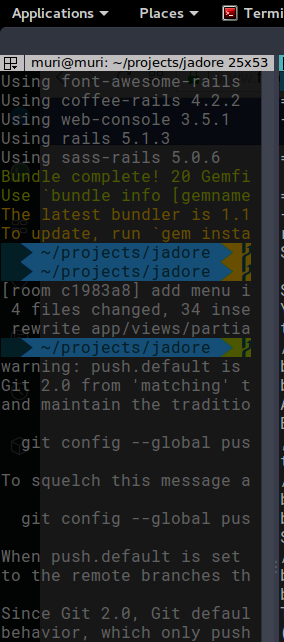 Applications Places Termi
muri@muri: ~/projects/jadore 25x53
Using font-awesome-rails
Using coffee-rails 4.2.2
Using web-console 3.5.1
Using rails 5.1.3
Using sass-rails 5.0.6
Bundle complete! 20 Gemfi
Use `bundle info [gemname
The latest bundler is 1.1
To update, run `gem insta
~/projects/jadore
~/projects/jadore
[room c1983a8] add menu i
4 files changed, 34 inse
rewrite app/views/partia
~/projects/jadore
warning: push.default is
Git 2.0 from 'matching' t
and maintain the traditio
git config --global pus
To squelch this message a
git config --global pus
When push.default is set
to the remote branches th
Since Git 2.0, Git defaul
behavior, which only push